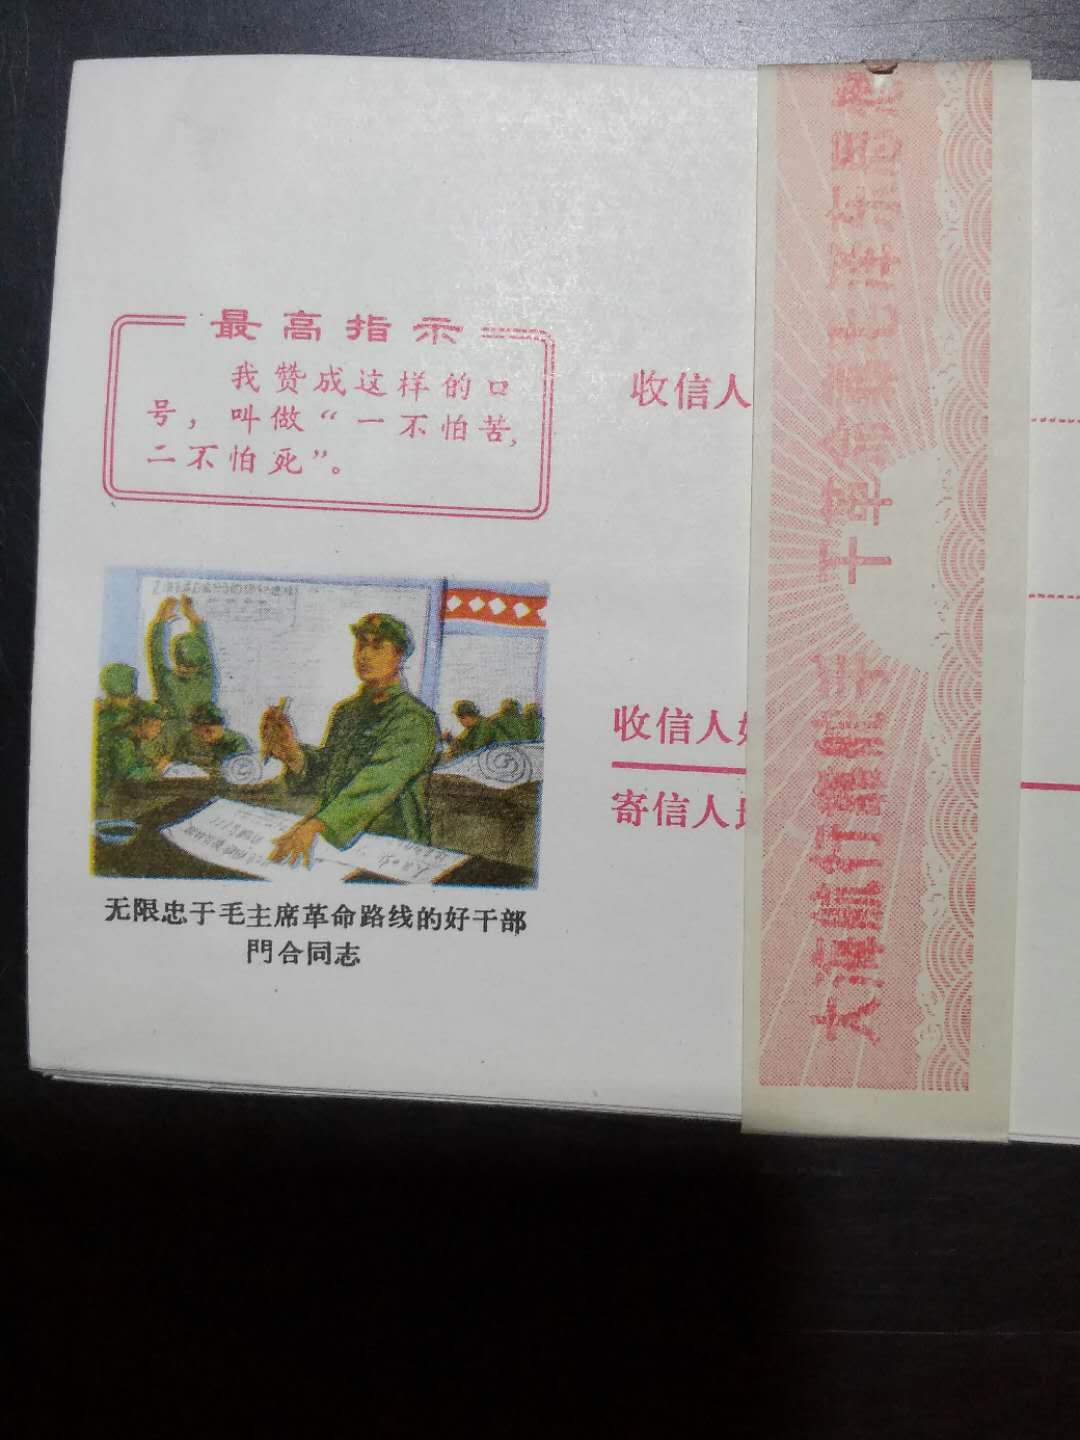 最高指示
我赞成这样的口
号，叫做“一不怕苦，
二不怕死”。
无限忠于毛主席革命路线的好干部
門合同志
收信人
收信人
寄信人
大海航行靠舵手 干革命靠毛泽东思想